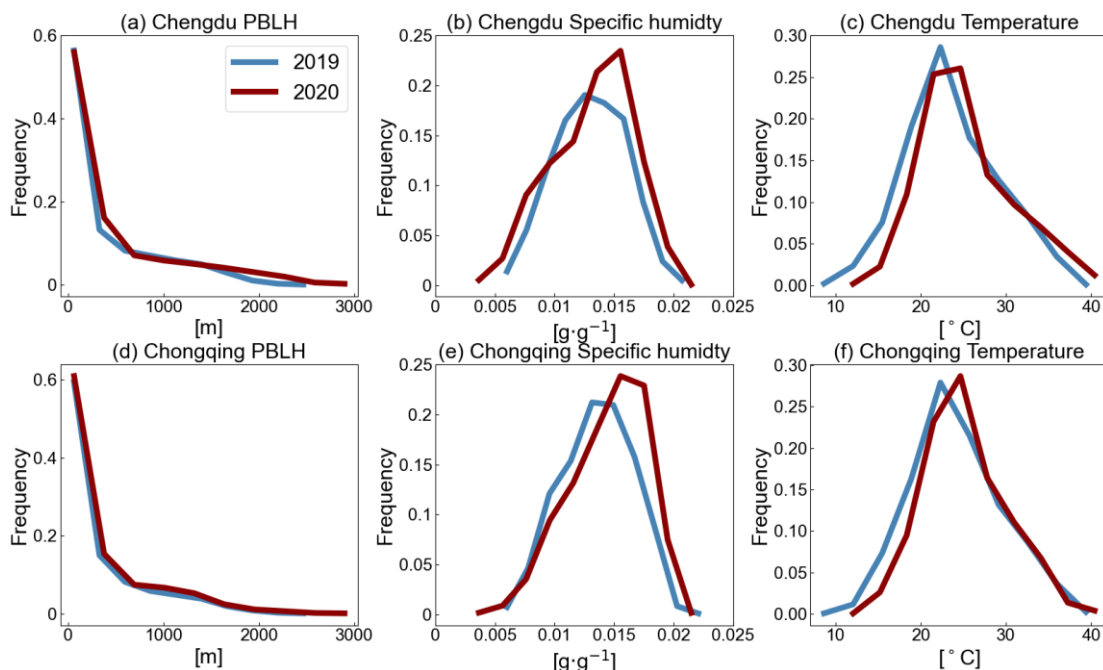 (a) Chengdu PBLH
(b) Chengdu Specific humidty
(c) Chengdu Temperature
0.6
0.4
0.2
0
Frequency
2019
2020
0 1000 2000 3000
[m]
0.25
0.20
0.15
0.10
0.05
0
Frequency
0 0.005 0.01 0.015 0.02 0.025
[g·g⁻¹]
0.30
0.25
0.20
0.15
0.10
0.05
0.00
Frequency
10 20 30 40
[°C]
(d) Chongqing PBLH
(e) Chongqing Specific humidty
(f) Chongqing Temperature
0.6
0.4
0.2
0
Frequency
0 1000 2000 3000
[m]
0.25
0.2
0.15
0.10
0.05
0
Frequency
0 0.005 0.01 0.015 0.02 0.025
[g·g⁻¹]
0.30
0.25
0.20
0.15
0.10
0.05
0.00
Frequency
10 20 30 40
[°C]